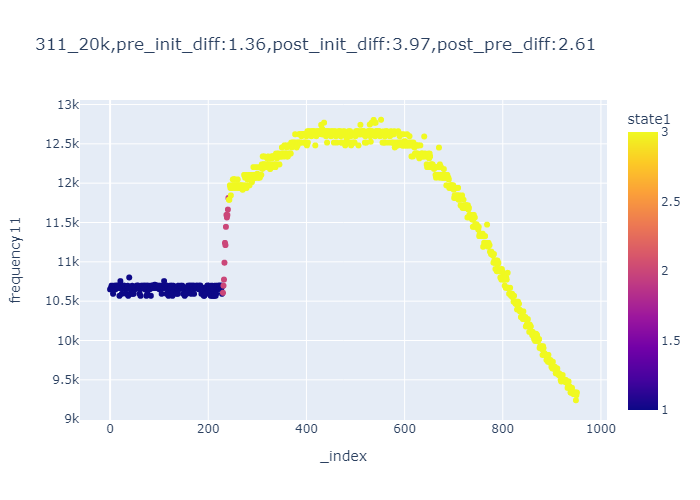 311_20k,pre_init_diff:1.36,post_init_diff:3.97,post_pre_diff:2.61
state1
13k
12.5k
12k
11.5k
11k
10.5k
10k
9.5k
9k
0
200
400
600
800
1000
_index
frequency11
3
2.5
2
1.5
1